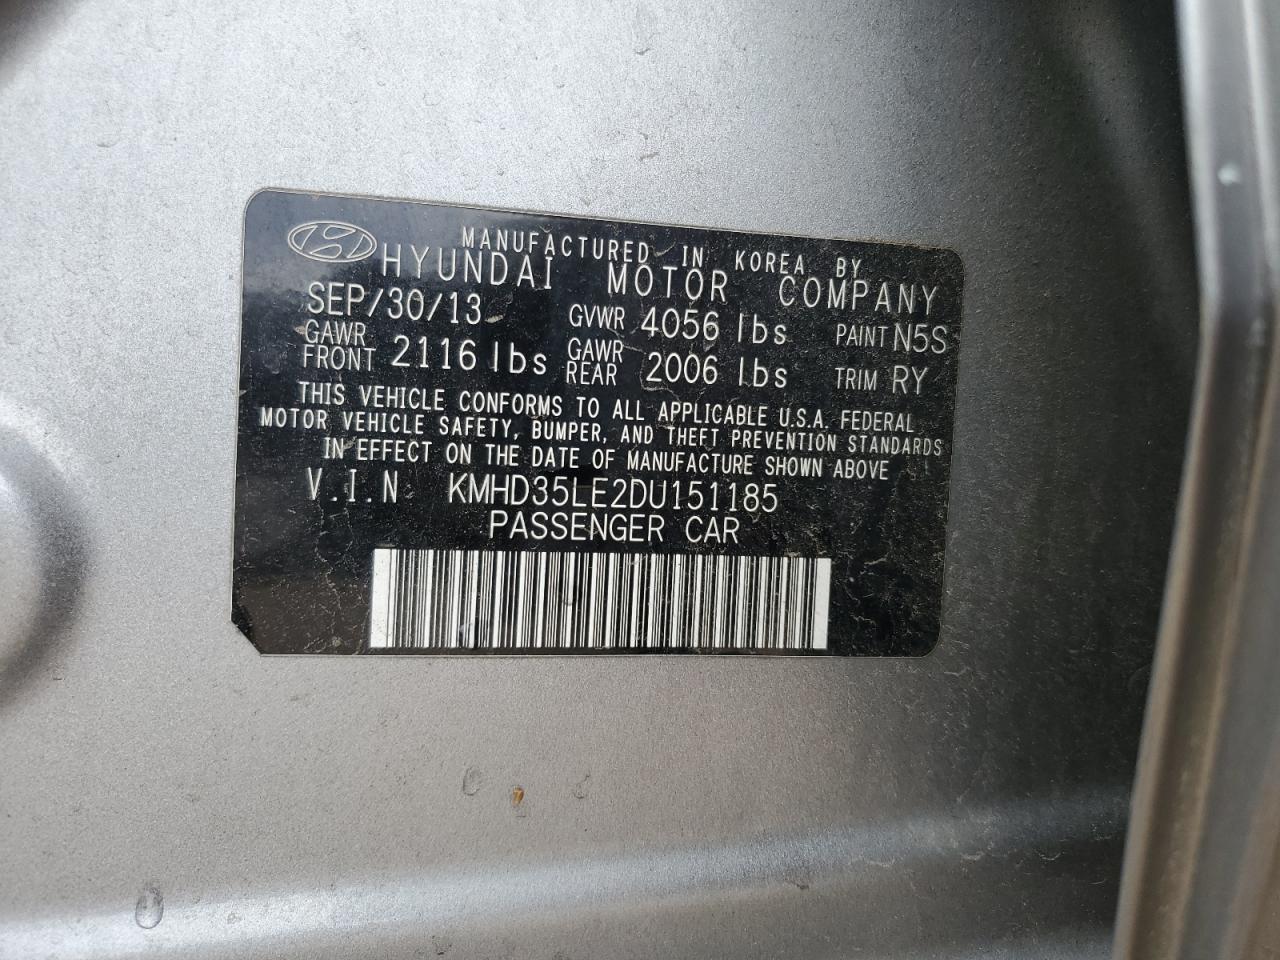 MANUFACTURED IN KOREA BY
HYUNDAI MOTOR COMPANY
SEP/30/13 GVWR 4056 lbs PAINT N5S
GAWR FRONT 2116 lbs GAWR REAR 2006 lbs TRIM RY
THIS VEHICLE CONFORMS TO ALL APPLICABLE U.S.A. FEDERAL
MOTOR VEHICLE SAFETY, BUMPER, AND THEFT PREVENTION STANDARDS
IN EFFECT ON THE DATE OF MANUFACTURE SHOWN ABOVE
V.I.N KMHD35LE2DU151185
PASSENGER CAR